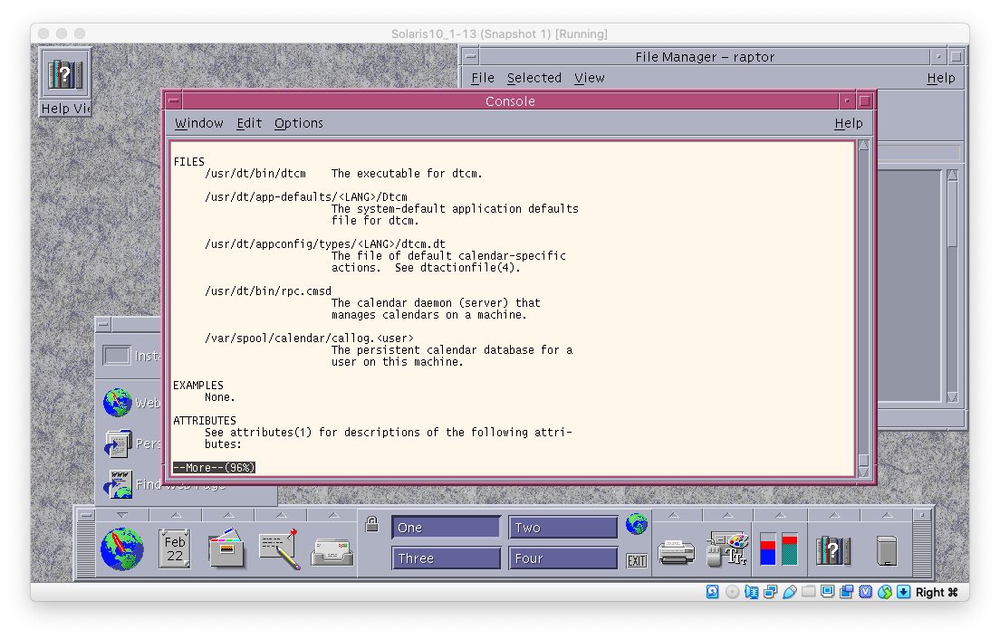 Solaris10_1-13 (Snapshot 1) [Running]
File Manager – raptor
File Selected View Help
Help
Console
Window Edit Options Help
FILES
/usr/dt/bin/dtcm The executable for dtcm.
/usr/dt/app-defaults/<LANG>/Dtcm
The system-default application defaults
file for dtcm.
/usr/dt/appconfig/types/<LANG>/dtcm.dt
The file of default calendar-specific
actions. See dtactionfile(4).
/usr/dt/bin/rpc.cmsd
The calendar daemon (server) that
manages calendars on a machine.
/var/spool/calendar/callog.<user>
The persistent calendar database for a
user on this machine.
EXAMPLES
None.
ATTRIBUTES
See attributes(1) for descriptions of the following attri-
butes:
--More--(96%)
Web
Find Web Page
One Two
Three Four
Feb
22
EXIT
Right ⌘